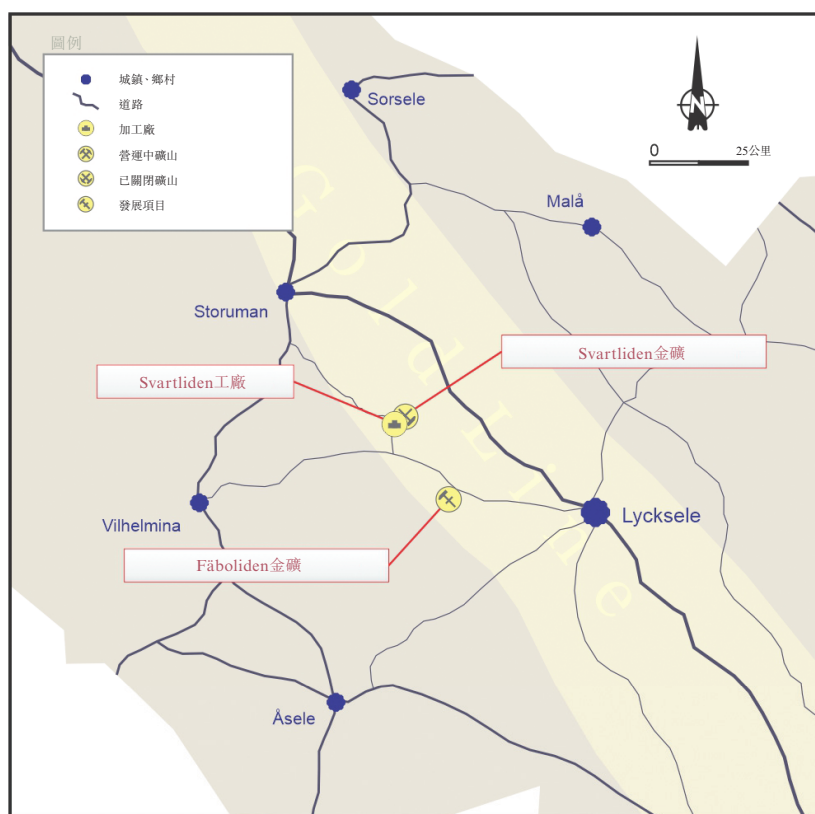 圖例
城鎮、鄉村
道路
加工廠
營運中礦山
已關閉礦山
發展項目
N
0 25公里
Sorsele
Malå
Gold Line
Storuman
Svartliden金礦
Svartliden工廠
Vilhelmina
Lycksele
Fäboliden金礦
Åsele